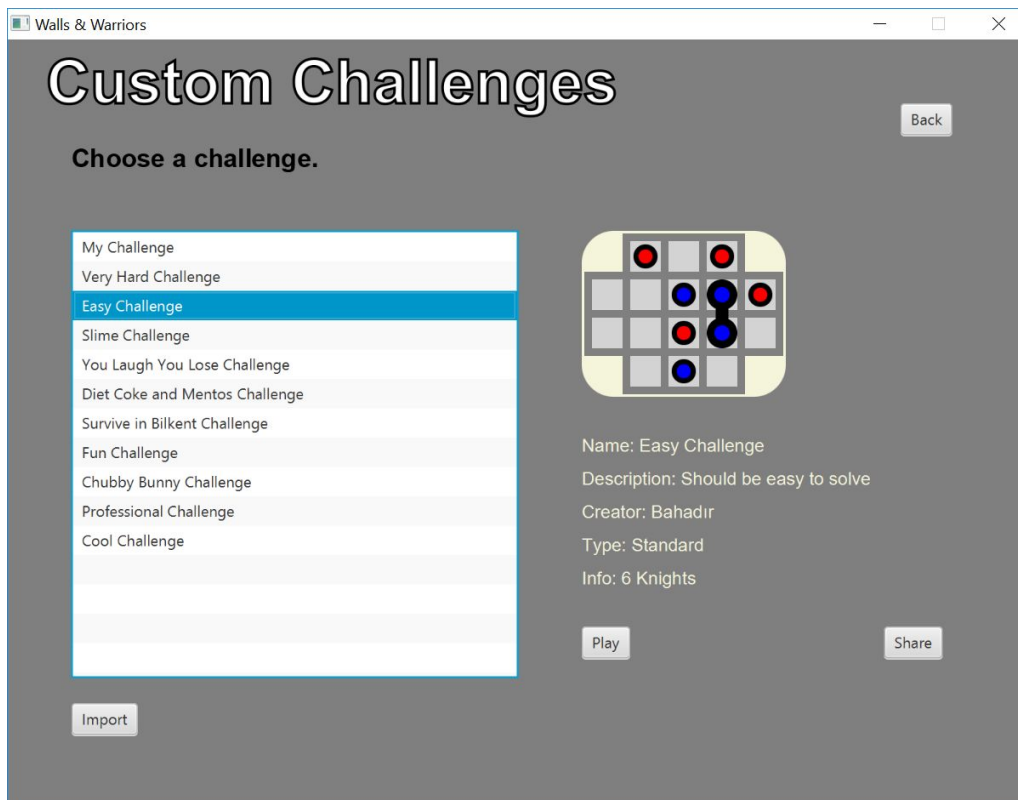 Walls & Warriors
Custom Challenges
Back
Choose a challenge.
My Challenge
Very Hard Challenge
Easy Challenge
Slime Challenge
You Laugh You Lose Challenge
Diet Coke and Mentos Challenge
Survive in Bilkent Challenge
Fun Challenge
Chubby Bunny Challenge
Professional Challenge
Cool Challenge
Name: Easy Challenge
Description: Should be easy to solve
Creator: Bahadır
Type: Standard
Info: 6 Knights
Play
Share
Import